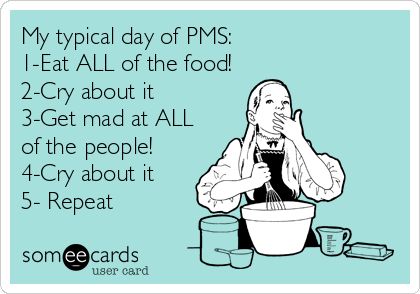 My typical day of PMS:
1-Eat ALL of the food!
2-Cry about it
3-Get mad at ALL
of the people!
4-Cry about it
5- Repeat
someecards
user card